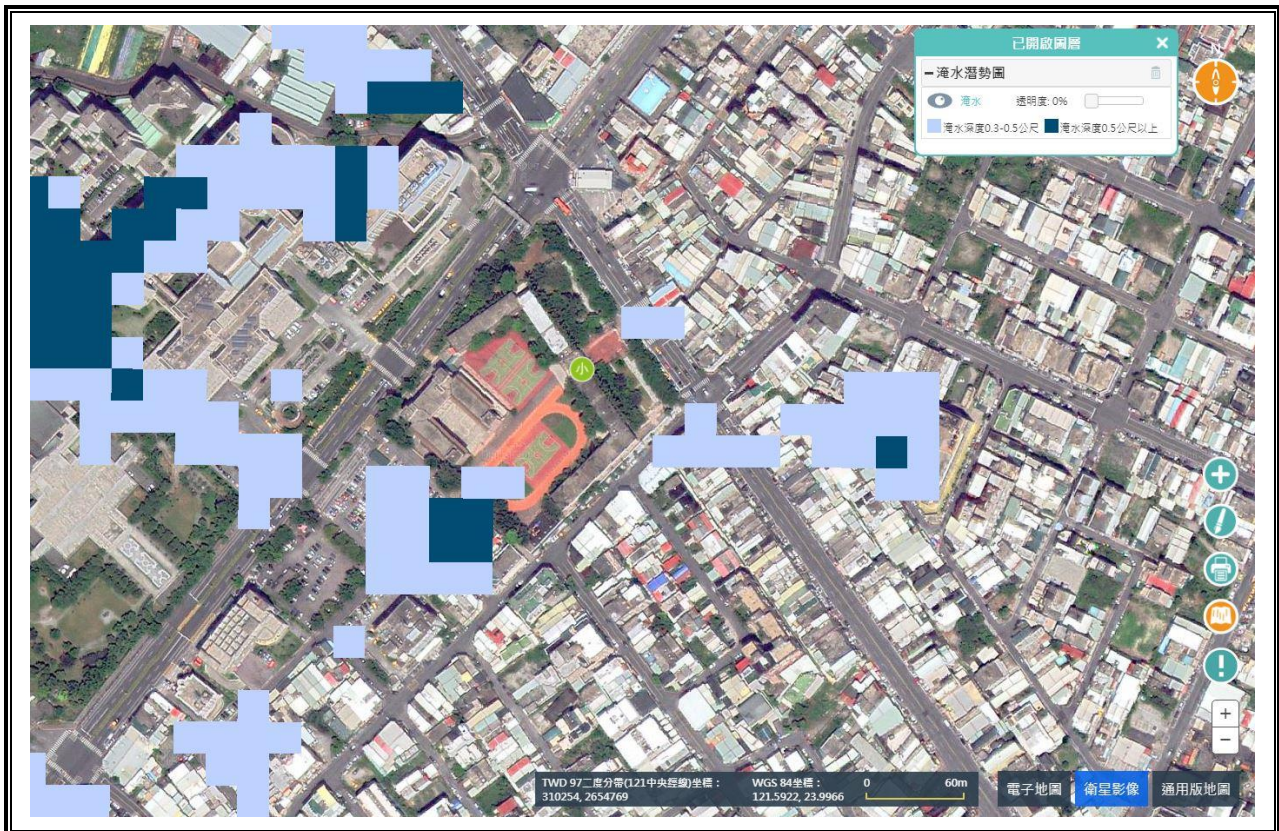 已開啟圖層 ×
N
−淹水潛勢圖
淹水 透明度: 0%
淹水深度0.3-0.5公尺 淹水深度0.5公尺以上
小
+
−
TWD 97二度分帶(121中央經線)坐標：
310254, 2654769
WGS 84坐標：
121.5922, 23.9966
0 60m
電子地圖 衛星影像 通用版地圖